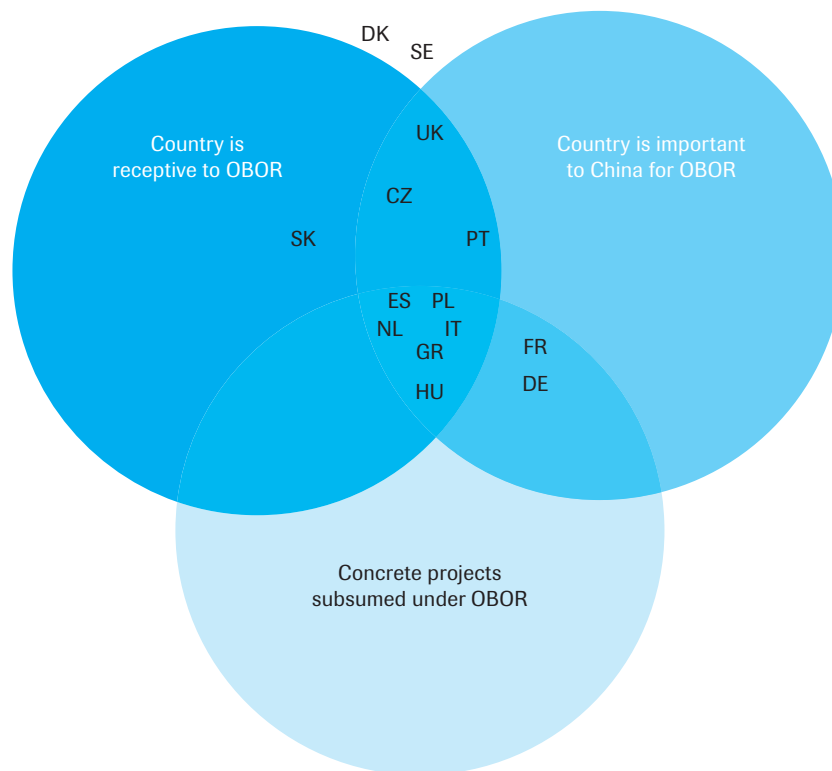 DK
SE
UK
Country is
receptive to OBOR
Country is important
to China for OBOR
CZ
SK
PT
ES PL
NL IT
GR
FR
DE
HU
Concrete projects
subsumed under OBOR